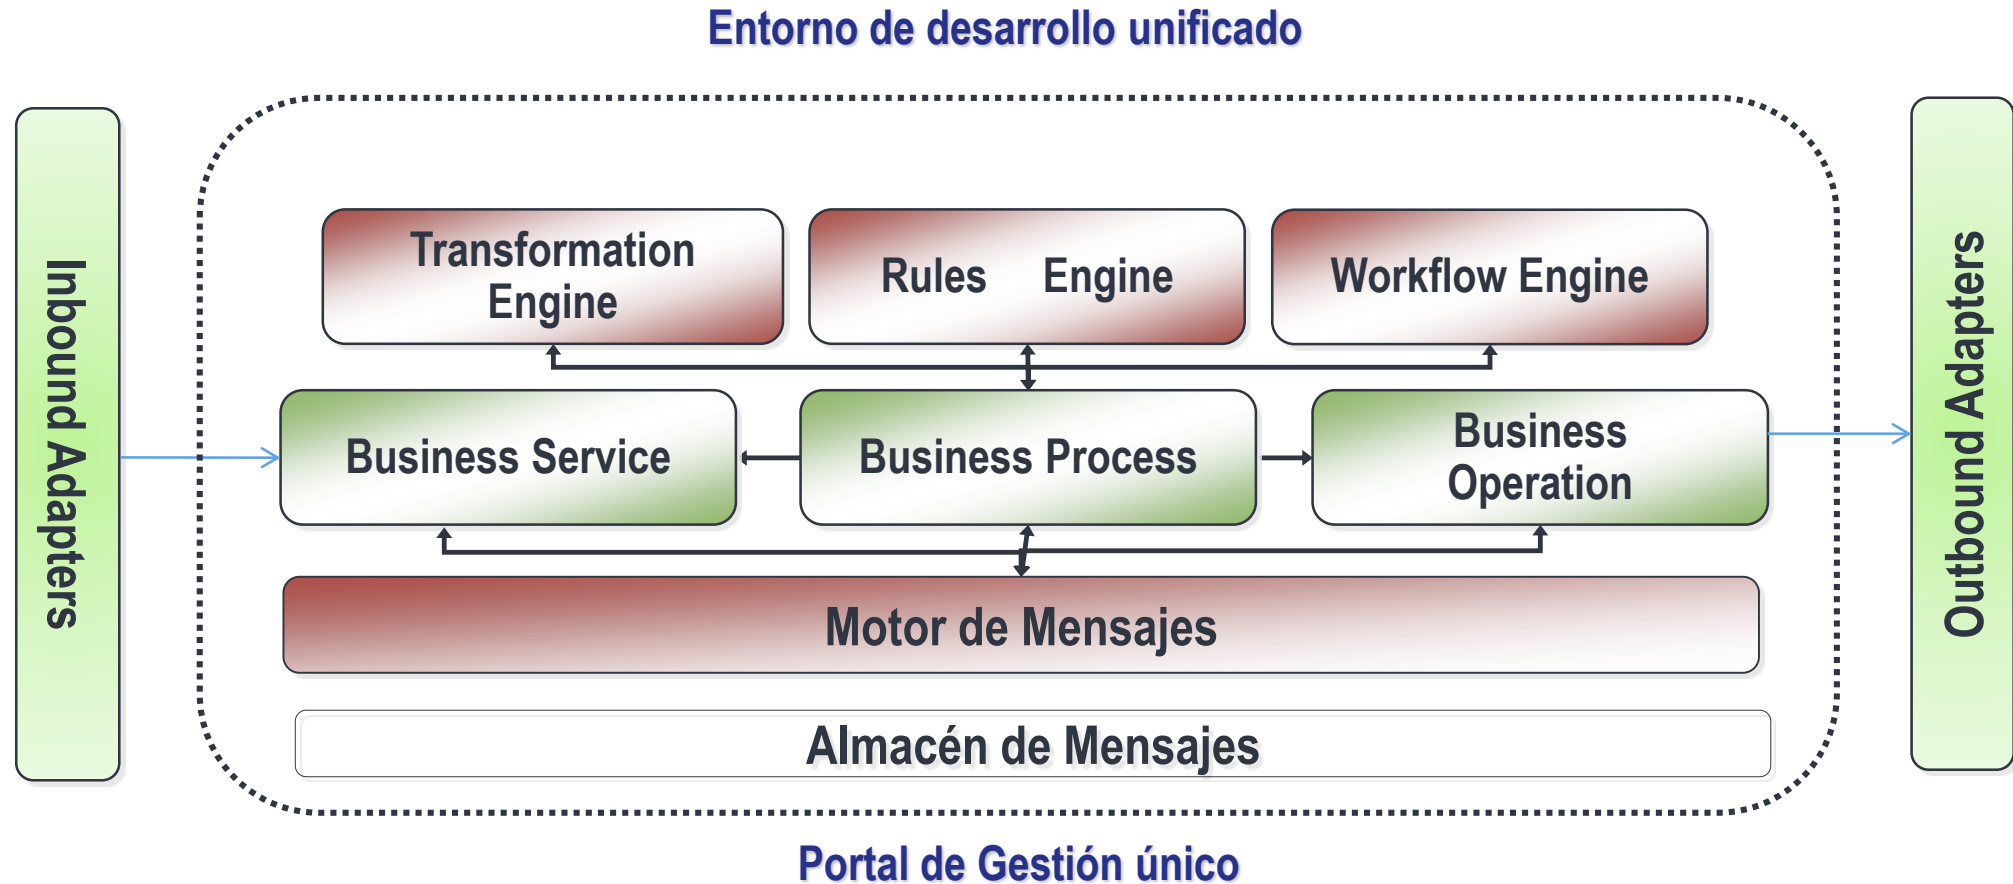 Entorno de desarrollo unificado
Inbound Adapters
Transformation
Engine
Rules Engine
Workflow Engine
Business Service
Business Process
Business
Operation
Motor de Mensajes
Almacén de Mensajes
Outbound Adapters
Portal de Gestión único